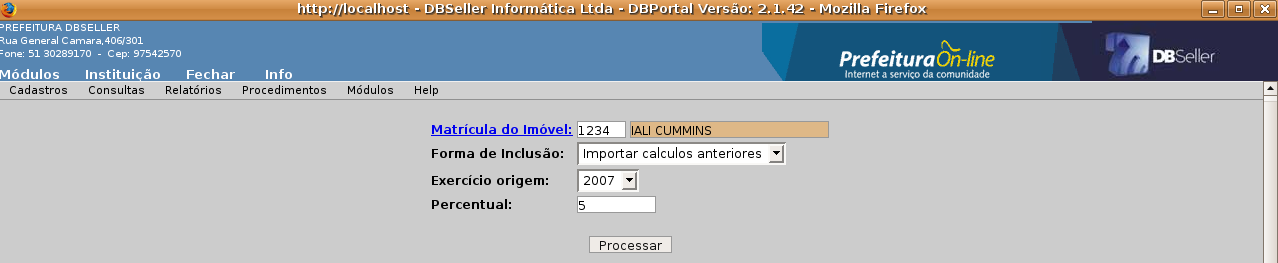 http://localhost - DBSeller Informática Ltda - DBPortal Versão: 2.1.42 - Mozilla Firefox
PREFEITURA DBSELLER
Rua General Camara,406/301
Fone: 51 30289170 - Cep: 97542570
Módulos Instituição Fechar Info
Prefeitura On-line
Internet a serviço da comunidade
DBSeller
Cadastros Consultas Relatórios Procedimentos Módulos Help
Matrícula do Imóvel: 1234 IALI CUMMINS
Forma de Inclusão: Importar calculos anteriores
Exercício origem: 2007
Percentual: 5
Processar